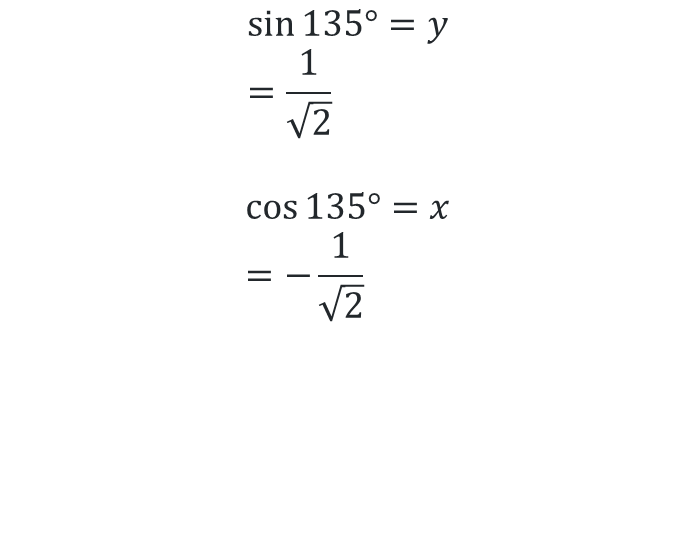 sin 135° = y
= 1/√2
cos 135° = x
= − 1/√2